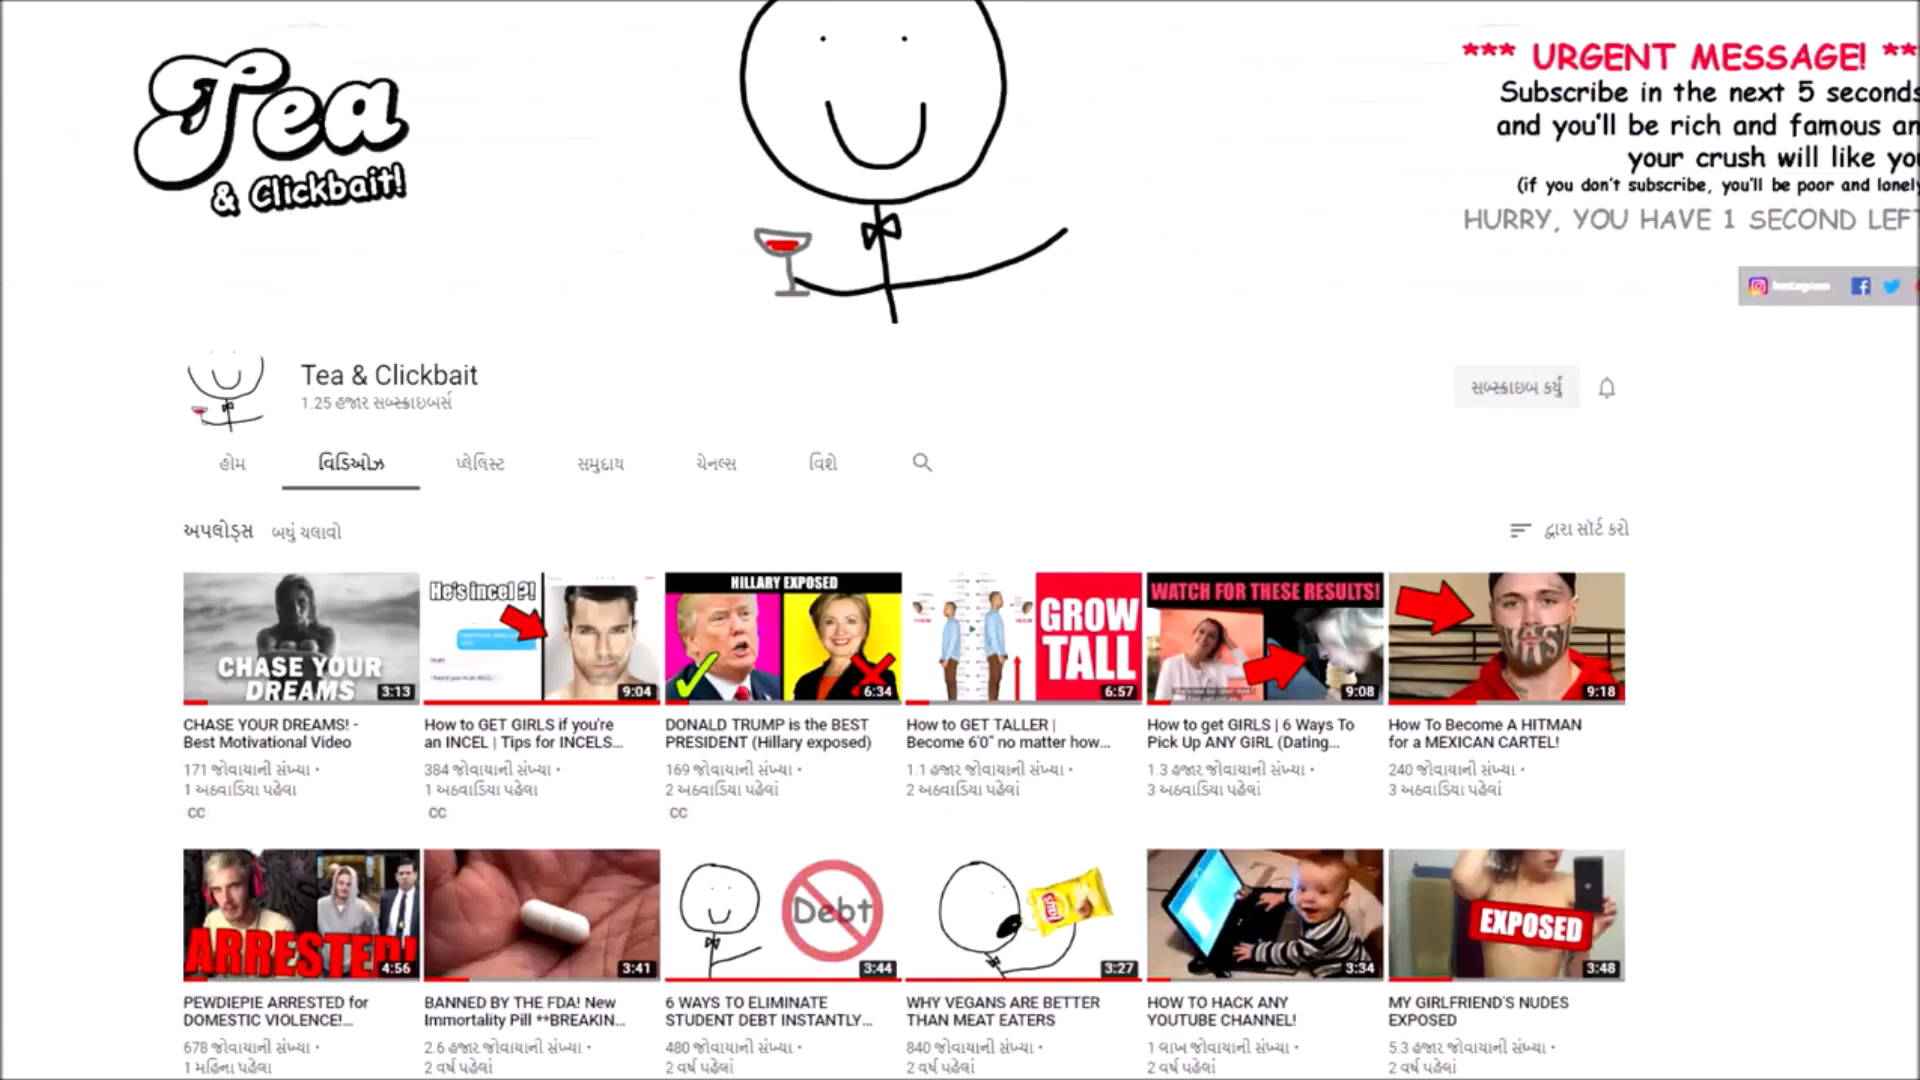 Tea
& Clickbait!
*** URGENT MESSAGE! **
Subscribe in the next 5 seconds
and you'll be rich and famous an
your crush will like yo
(if you don't subscribe, you'll be poor and lonely
HURRY, YOU HAVE 1 SECOND LEFT
Instagram
Tea & Clickbait
1.25 હજાર સબ્સ્ક્રાઇબર્સ
સબ્સ્ક્રાઇબ કર્યું
હોમ વિડિઓઝ પ્લેલિસ્ટ સમુદાય ચેનલ્સ વિશે
અપલોડ્સ બધું ચલાવો
દ્વારા સૉર્ટ કરો
CHASE YOUR
DREAMS
3:13
He's incel ?!
9:04
HILLARY EXPOSED
6:34
GROW
TALL
6:57
WATCH FOR THESE RESULTS!
9:08
9:18
CHASE YOUR DREAMS! -
Best Motivational Video
171 જોવાયાની સંખ્યા •
1 અઠવાડિયા પહેલા
CC
How to GET GIRLS if you're
an INCEL | Tips for INCELS...
384 જોવાયાની સંખ્યા •
1 અઠવાડિયા પહેલા
CC
DONALD TRUMP is the BEST
PRESIDENT (Hillary exposed)
169 જોવાયાની સંખ્યા •
2 અઠવાડિયા પહેલાં
CC
How to GET TALLER |
Become 6'0" no matter how...
1.1 હજાર જોવાયાની સંખ્યા •
2 અઠવાડિયા પહેલાં
How to get GIRLS | 6 Ways To
Pick Up ANY GIRL (Dating...
1.3 હજાર જોવાયાની સંખ્યા •
3 અઠવાડિયા પહેલાં
How To Become A HITMAN
for a MEXICAN CARTEL!
240 જોવાયાની સંખ્યા •
3 અઠવાડિયા પહેલાં
ARRESTED!
4:56
3:41
Debt
3:44
Lays
3:27
3:34
EXPOSED
3:48
PEWDIEPIE ARRESTED for
DOMESTIC VIOLENCE!...
678 જોવાયાની સંખ્યા •
1 મહિના પહેલા
BANNED BY THE FDA! New
Immortality Pill **BREAKIN...
2.6 હજાર જોવાયાની સંખ્યા •
2 વર્ષ પહેલાં
6 WAYS TO ELIMINATE
STUDENT DEBT INSTANTLY...
480 જોવાયાની સંખ્યા •
2 વર્ષ પહેલાં
WHY VEGANS ARE BETTER
THAN MEAT EATERS
840 જોવાયાની સંખ્યા •
2 વર્ષ પહેલાં
HOW TO HACK ANY
YOUTUBE CHANNEL!
1 લાખ જોવાયાની સંખ્યા •
2 વર્ષ પહેલાં
MY GIRLFRIEND'S NUDES
EXPOSED
5.3 હજાર જોવાયાની સંખ્યા •
2 વર્ષ પહેલાં